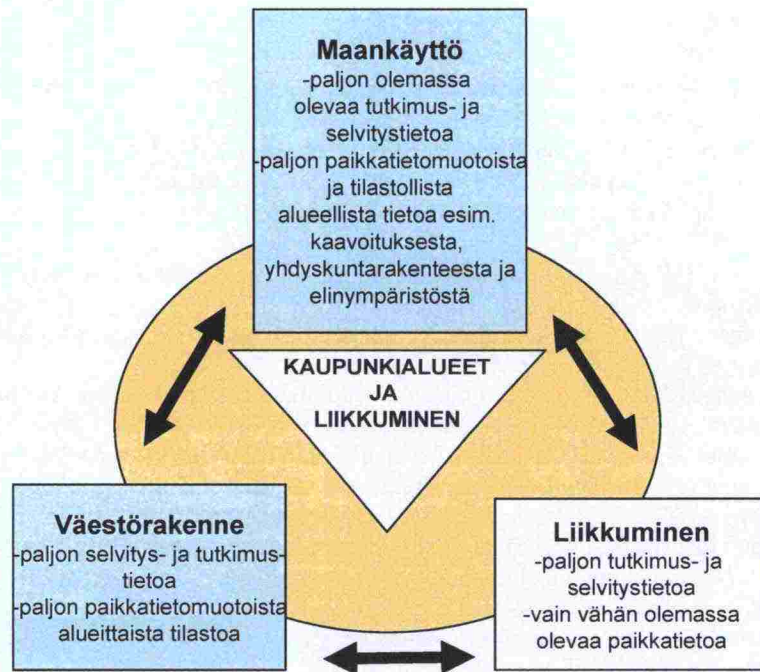 Maankäyttö
-paljon olemassa
olevaa tutkimus- ja
selvitystietoa
-paljon paikkatietomuotoista
ja tilastollista
alueellista tietoa esim.
kaavoituksesta,
yhdyskuntarakenteesta ja
elinympäristöstä
KAUPUNKIALUEET
JA
LIIKKUMINEN
Väestörakenne
-paljon selvitys- ja tutkimus-
tietoa
-paljon paikkatietomuotoista
alueittaista tilastoa
Liikkuminen
-paljon tutkimus- ja
selvitystietoa
-vain vähän olemassa
olevaa paikkatietoa